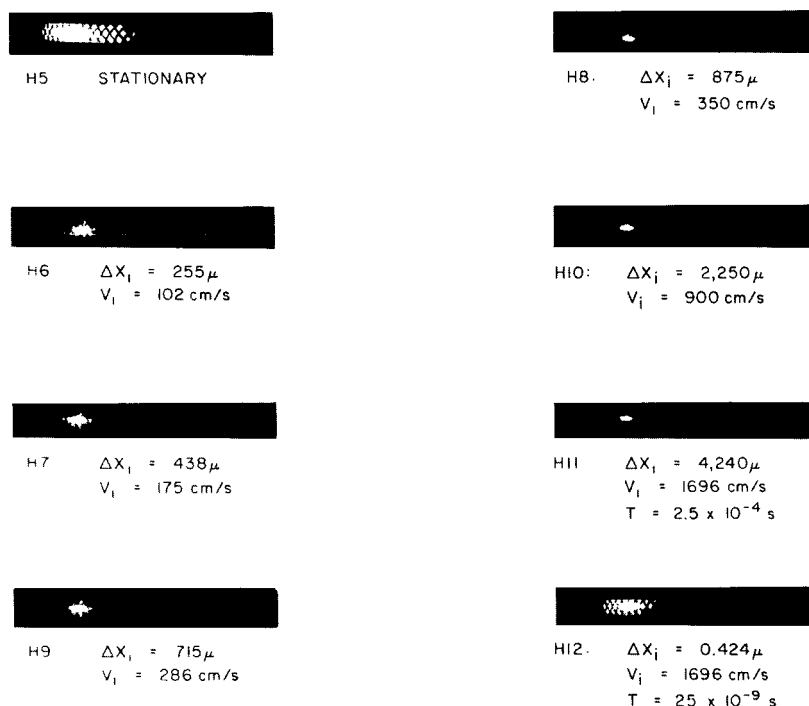 H5 STATIONARY
H6 ΔX₁ = 255μ
V₁ = 102 cm/s
H7 ΔX₁ = 438μ
V₁ = 175 cm/s
H9 ΔX₁ = 715μ
V₁ = 286 cm/s
H8. ΔXi = 875μ
V₁ = 350 cm/s
H10: ΔXi = 2,250μ
Vi = 900 cm/s
H11 ΔX₁ = 4,240μ
V₁ = 1696 cm/s
T = 2.5 x 10⁻⁴ s
H12. ΔXi = 0.424μ
Vi = 1696 cm/s
T = 25 x 10⁻⁹ s